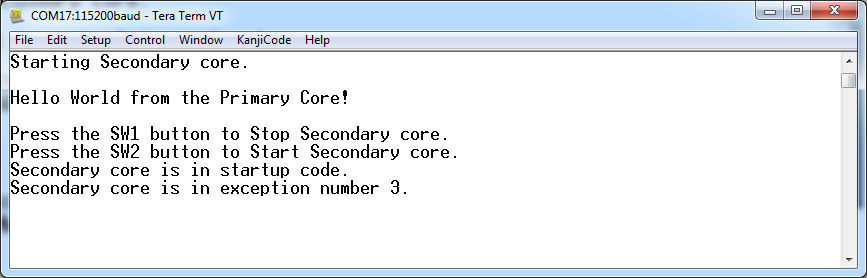 COM17:115200baud - Tera Term VT
File Edit Setup Control Window KanjiCode Help
Starting Secondary core.
Hello World from the Primary Core!
Press the SW1 button to Stop Secondary core.
Press the SW2 button to Start Secondary core.
Secondary core is in startup code.
Secondary core is in exception number 3.